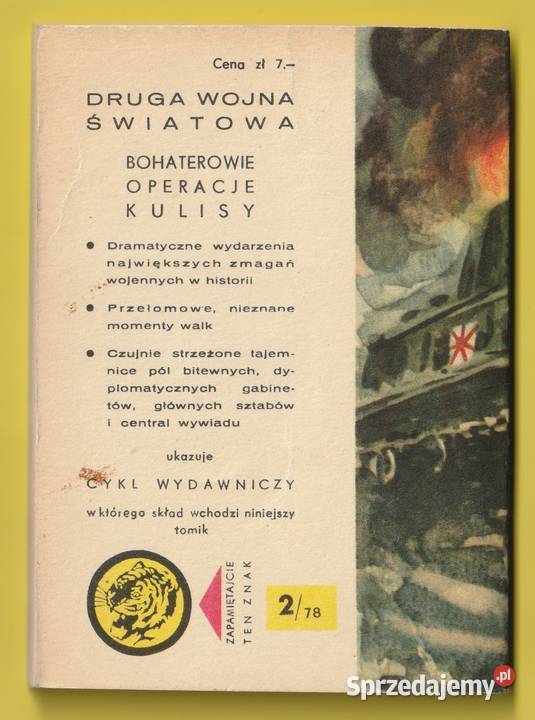 Cena zł 7.–
DRUGA WOJNA
ŚWIATOWA
BOHATEROWIE
OPERACJE
KULISY
● Dramatyczne wydarzenia
największych zmagań
wojennych w historii
● Przełomowe, nieznane
momenty walk
● Czujnie strzeżone tajem-
nice pól bitewnych, dy-
plomatycznych gabine-
tów, głównych sztabów
i central wywiadu
ukazuje
CYKL WYDAWNICZY
w którego skład wchodzi niniejszy
tomik
ZAPAMIĘTAJCIE
TEN ZNAK
2/78
Sprzedajemy.pl